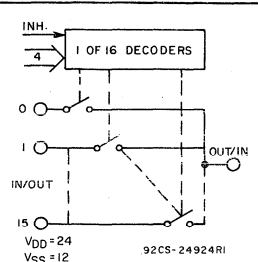 INH.
4
1 OF 16 DECODERS
0
1
OUT/IN
IN/OUT
15
VDD = 24
VSS = 12
92CS-24924R1